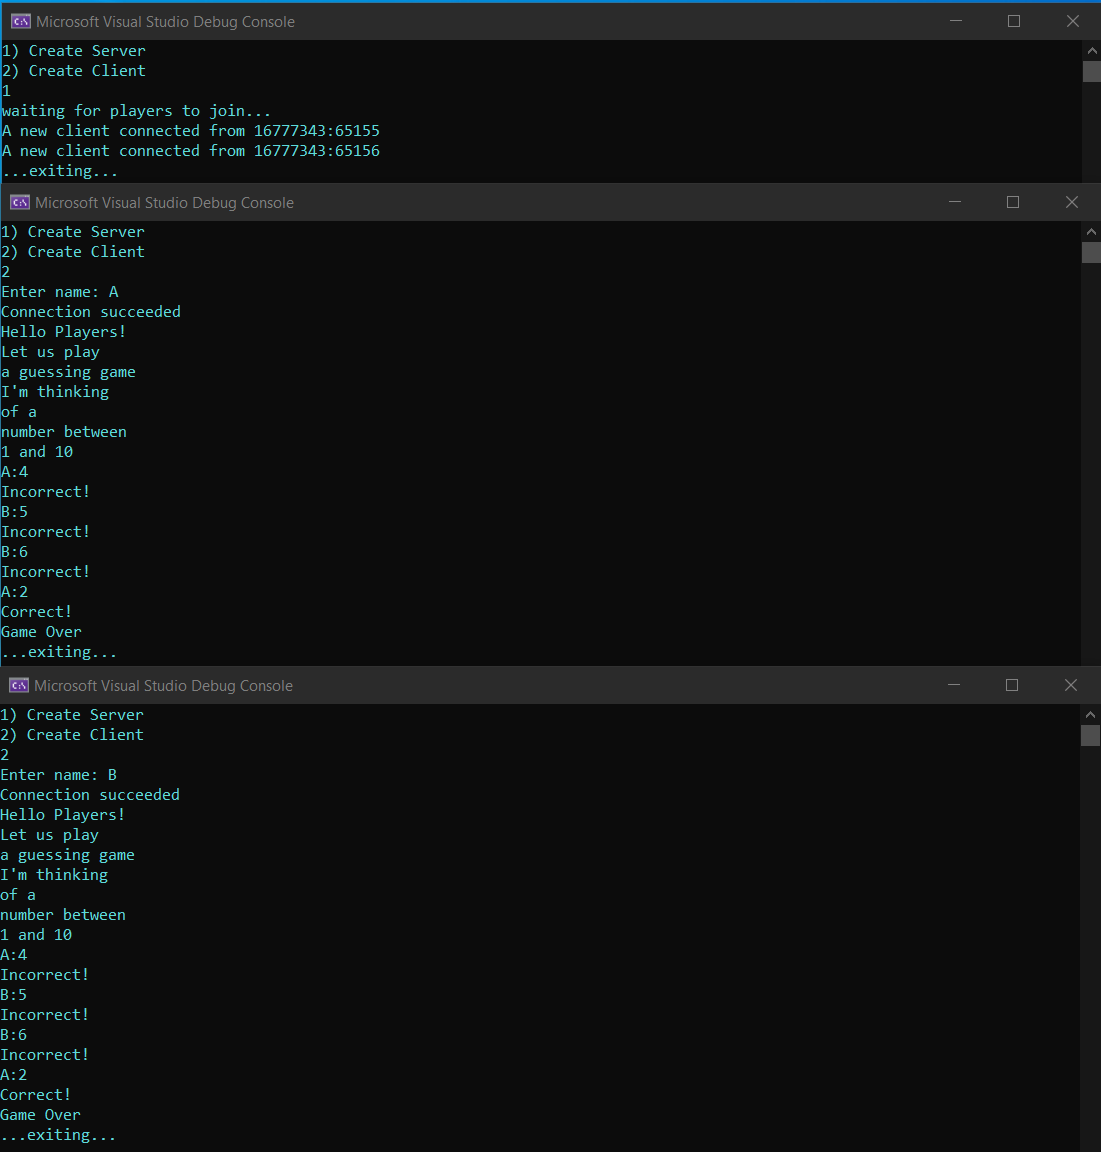 Microsoft Visual Studio Debug Console
1) Create Server
2) Create Client
1
waiting for players to join...
A new client connected from 16777343:65155
A new client connected from 16777343:65156
...exiting...
Microsoft Visual Studio Debug Console
1) Create Server
2) Create Client
2
Enter name: A
Connection succeeded
Hello Players!
Let us play
a guessing game
I'm thinking
of a
number between
1 and 10
A:4
Incorrect!
B:5
Incorrect!
B:6
Incorrect!
A:2
Correct!
Game Over
...exiting...
Microsoft Visual Studio Debug Console
1) Create Server
2) Create Client
2
Enter name: B
Connection succeeded
Hello Players!
Let us play
a guessing game
I'm thinking
of a
number between
1 and 10
A:4
Incorrect!
B:5
Incorrect!
B:6
Incorrect!
A:2
Correct!
Game Over
...exiting...